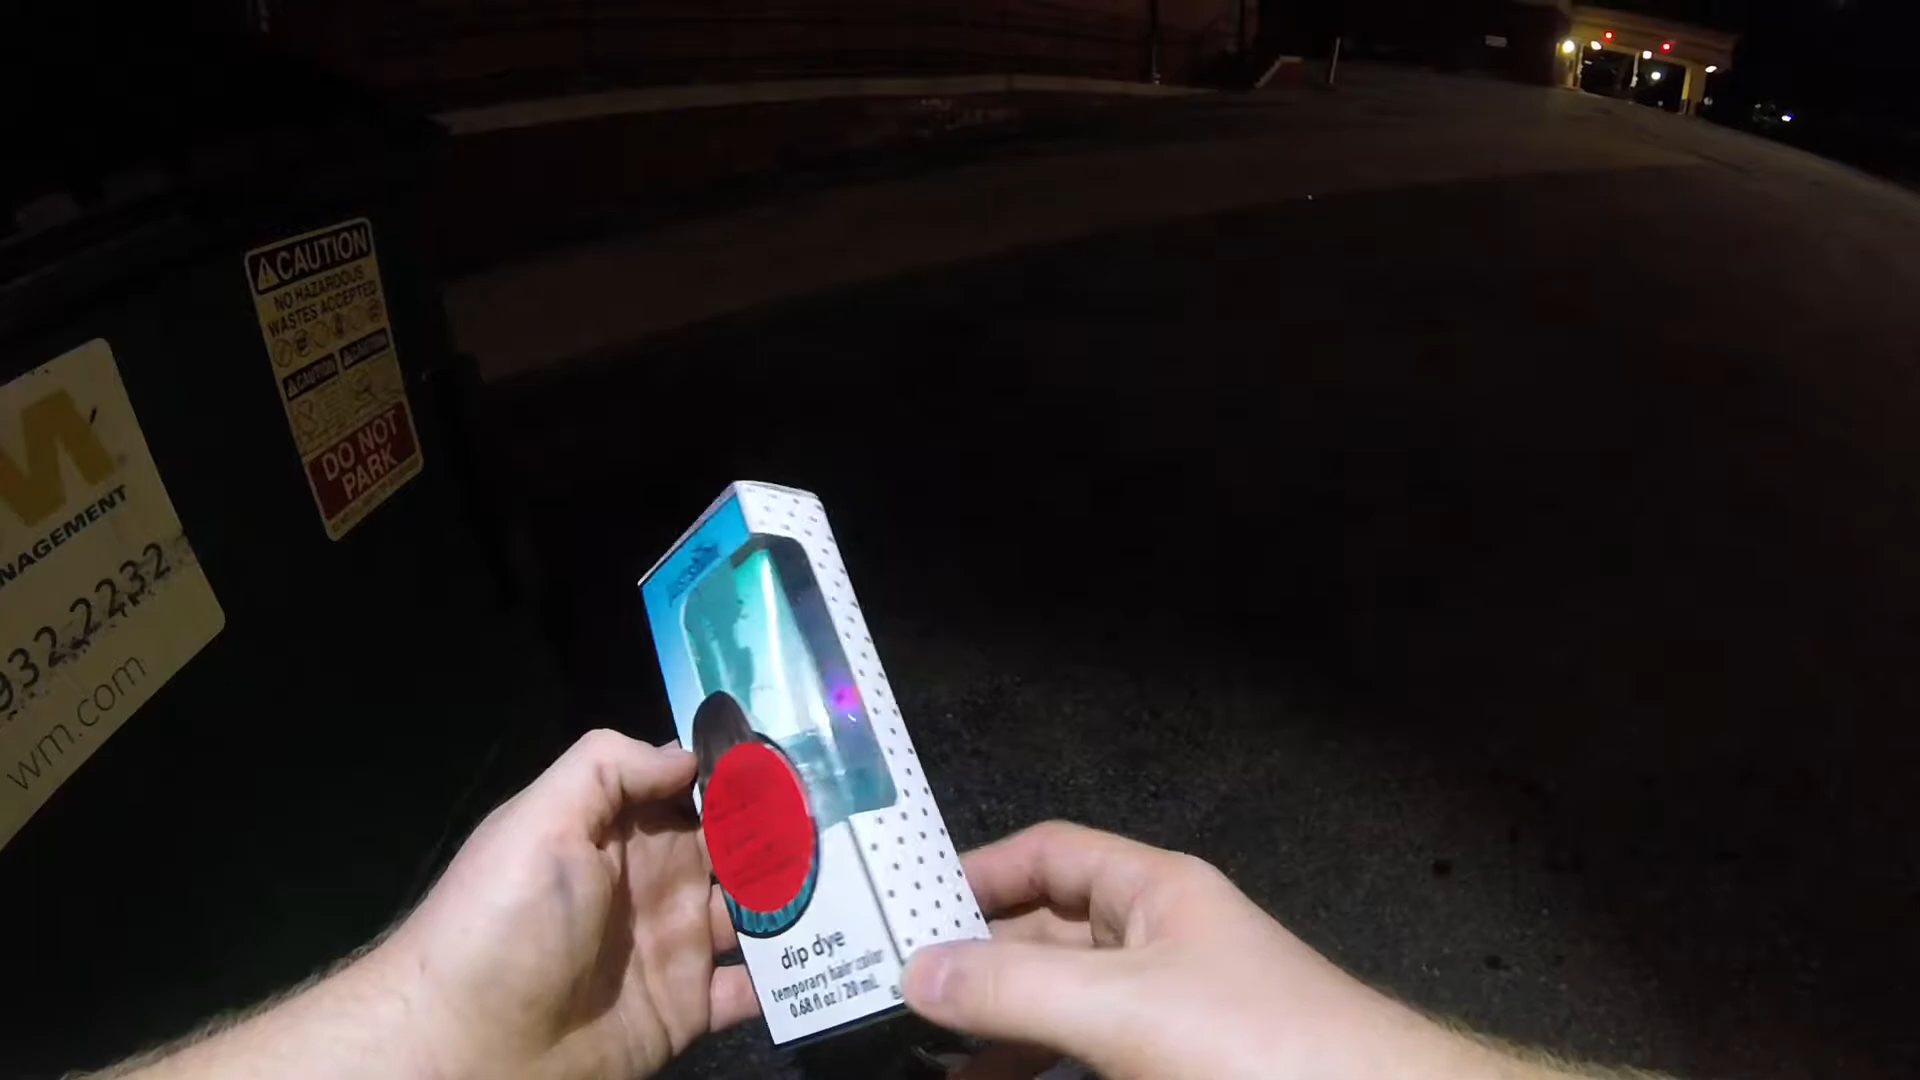 CAUTION
NO HAZARDOUS
WASTES ACCEPTED
CAUTION CAUTION
DO NOT
PARK
NAGEMENT
932 2232
wm.com
dip dye
temporary hair color
0.68 fl oz / 20 mL